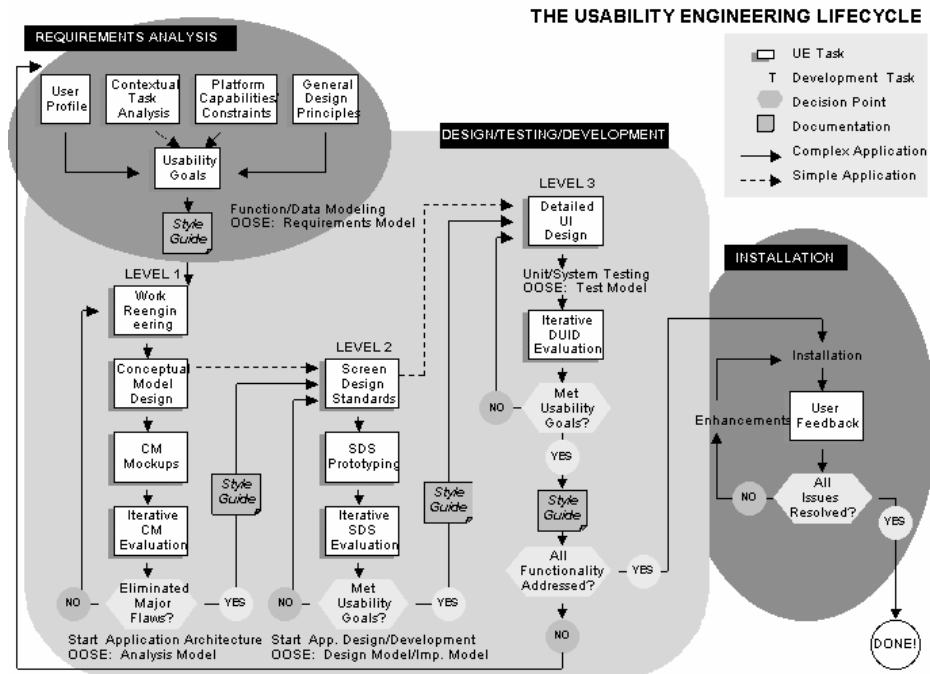 THE USABILITY ENGINEERING LIFECYCLE
REQUIREMENTS ANALYSIS
User
Profile
Contextual
Task
Analysis
Platform
Capabilities/
Constraints
General
Design
Principles
Usability
Goals
Style
Guide
Function/Data Modeling
OOSE: Requirements Model
UE Task
T Development Task
Decision Point
Documentation
Complex Application
Simple Application
DESIGN/TESTING/DEVELOPMENT
LEVEL 1
Work
Reengin
eering
Conceptual
Model
Design
CM
Mockups
Iterative
CM
Evaluation
Eliminated
Major
Flaws?
NO
YES
Style
Guide
Start Application Architecture
OOSE: Analysis Model
LEVEL 2
Screen
Design
Standards
SDS
Prototyping
Iterative
SDS
Evaluation
Met
Usability
Goals?
NO
YES
Style
Guide
Start App. Design/Development
OOSE: Design Model/Imp. Model
LEVEL 3
Detailed
UI
Design
Unit/System Testing
OOSE: Test Model
Iterative
DUID
Evaluation
Met
Usability
Goals?
NO
YES
Style
Guide
All
Functionality
Addressed?
YES
NO
INSTALLATION
Installation
Enhancements
User
Feedback
All
Issues
Resolved?
NO
YES
DONE!